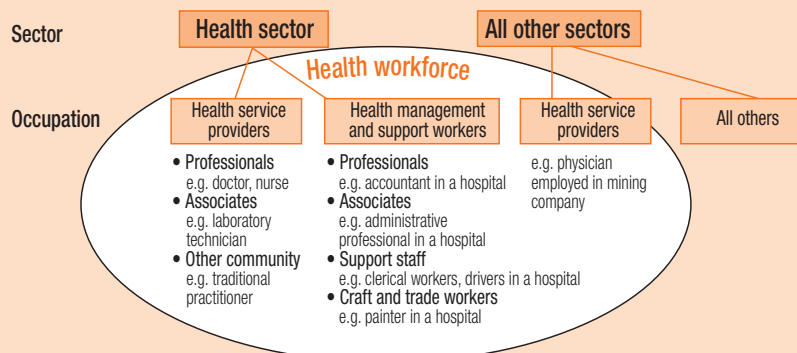 Sector
Health sector
All other sectors
Health workforce
Occupation
Health service
providers
Health management
and support workers
Health service
providers
All others
• Professionals
e.g. doctor, nurse
• Associates
e.g. laboratory
technician
• Other community
e.g. traditional
practitioner
• Professionals
e.g. accountant in a hospital
• Associates
e.g. administrative
professional in a hospital
• Support staff
e.g. clerical workers, drivers in a hospital
• Craft and trade workers
e.g. painter in a hospital
e.g. physician
employed in mining
company